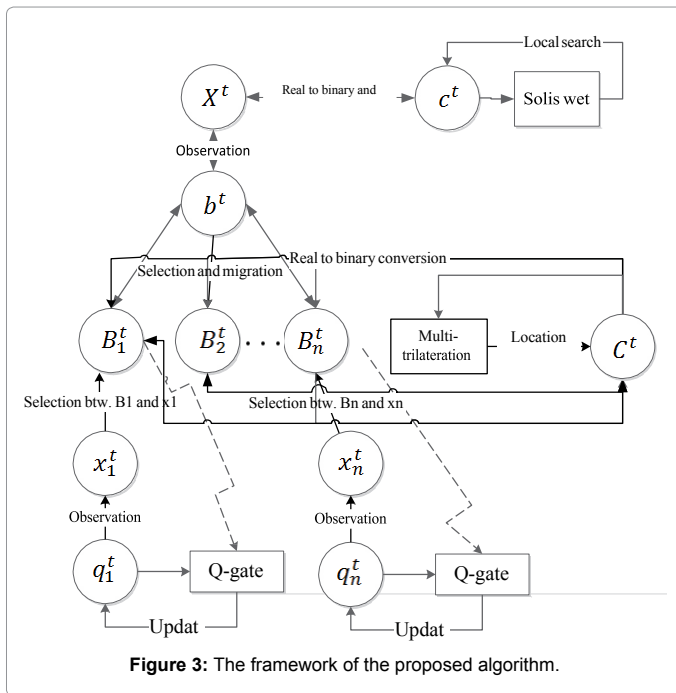 Local search
X^t
Real to binary and
c^t
Solis wet
Observation
b^t
Real to binary conversion
Selection and migration
B_1^t
B_2^t
. . .
B_n^t
Multi-
trilateration
Location
C^t
Selection btw. B1 and x1
Selection btw. Bn and xn
x_1^t
x_n^t
Observation
Observation
q_1^t
Q-gate
q_n^t
Q-gate
Updat
Updat
Figure 3: The framework of the proposed algorithm.